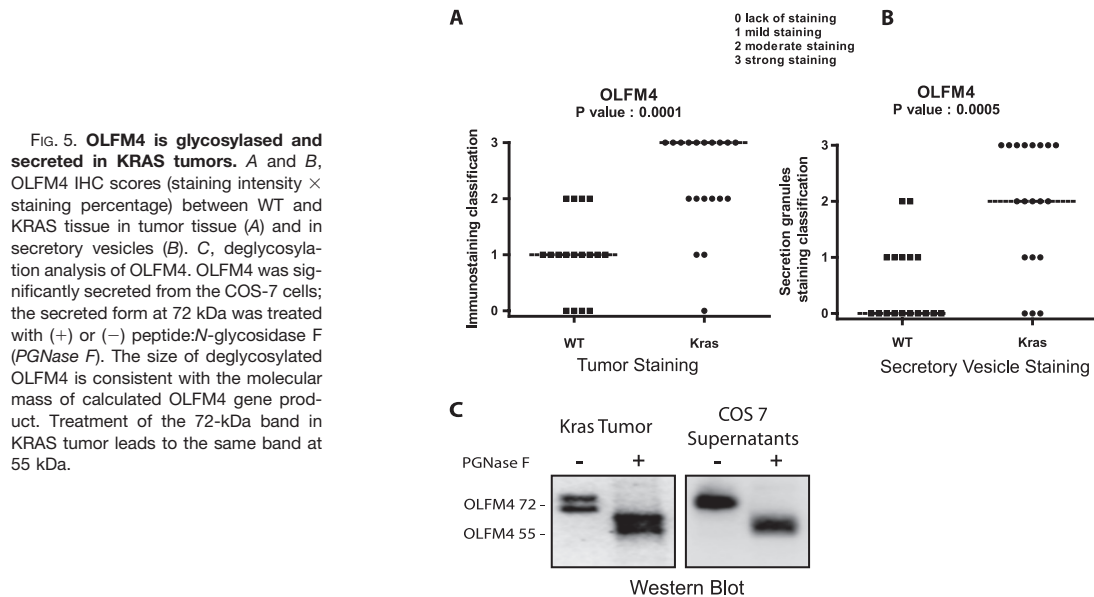 FIG. 5. OLFM4 is glycosylased and
secreted in KRAS tumors. A and B,
OLFM4 IHC scores (staining intensity ×
staining percentage) between WT and
KRAS tissue in tumor tissue (A) and in
secretory vesicles (B). C, deglycosyla-
tion analysis of OLFM4. OLFM4 was sig-
nificantly secreted from the COS-7 cells;
the secreted form at 72 kDa was treated
with (+) or (−) peptide:N-glycosidase F
(PGNase F). The size of deglycosylated
OLFM4 is consistent with the molecular
mass of calculated OLFM4 gene prod-
uct. Treatment of the 72-kDa band in
KRAS tumor leads to the same band at
55 kDa.
A
0 lack of staining
1 mild staining
2 moderate staining
3 strong staining
B
OLFM4
P value : 0.0001
Immunostaining classification
3
2
1
0
WT
Kras
Tumor Staining
OLFM4
P value : 0.0005
Secretion granules
staining classification
3
2
1
0
WT
Kras
Secretory Vesicle Staining
C
Kras Tumor
COS 7
Supernatants
PGNase F
- + - +
OLFM4 72 -
OLFM4 55 -
Western Blot